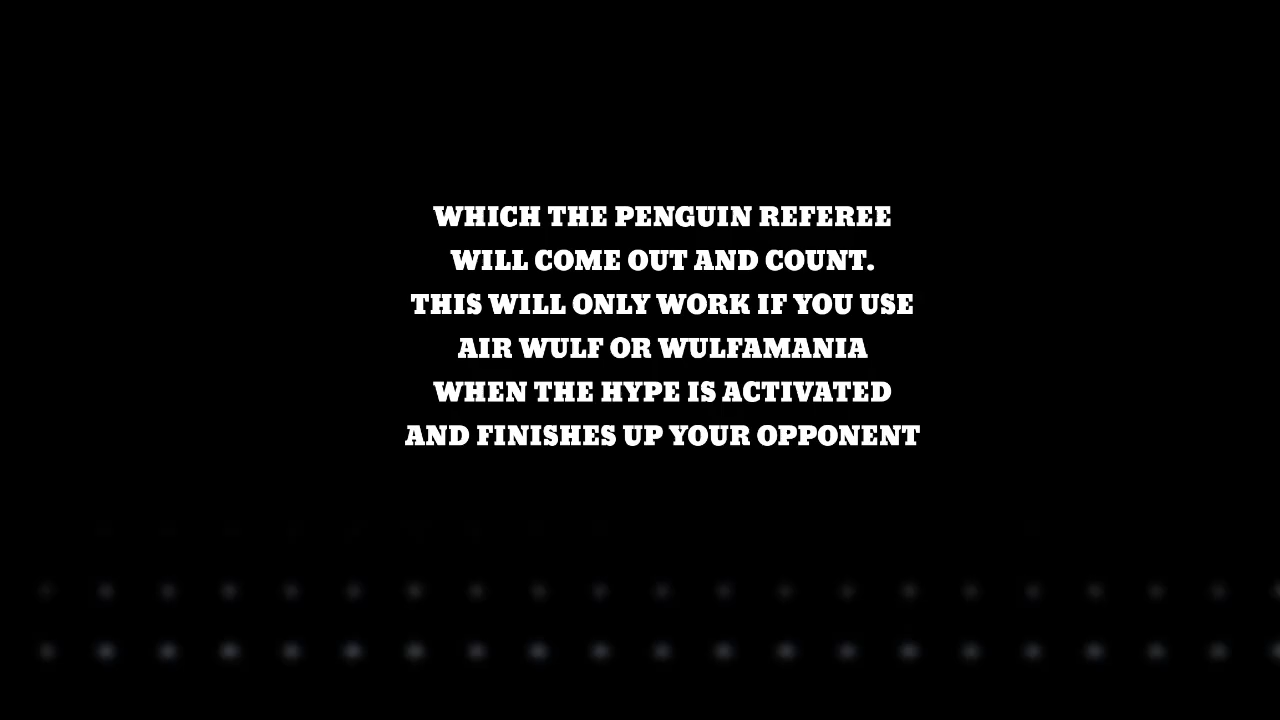 WHICH THE PENGUIN REFEREE
WILL COME OUT AND COUNT.
THIS WILL ONLY WORK IF YOU USE
AIR WULF OR WULFAMANIA
WHEN THE HYPE IS ACTIVATED
AND FINISHES UP YOUR OPPONENT